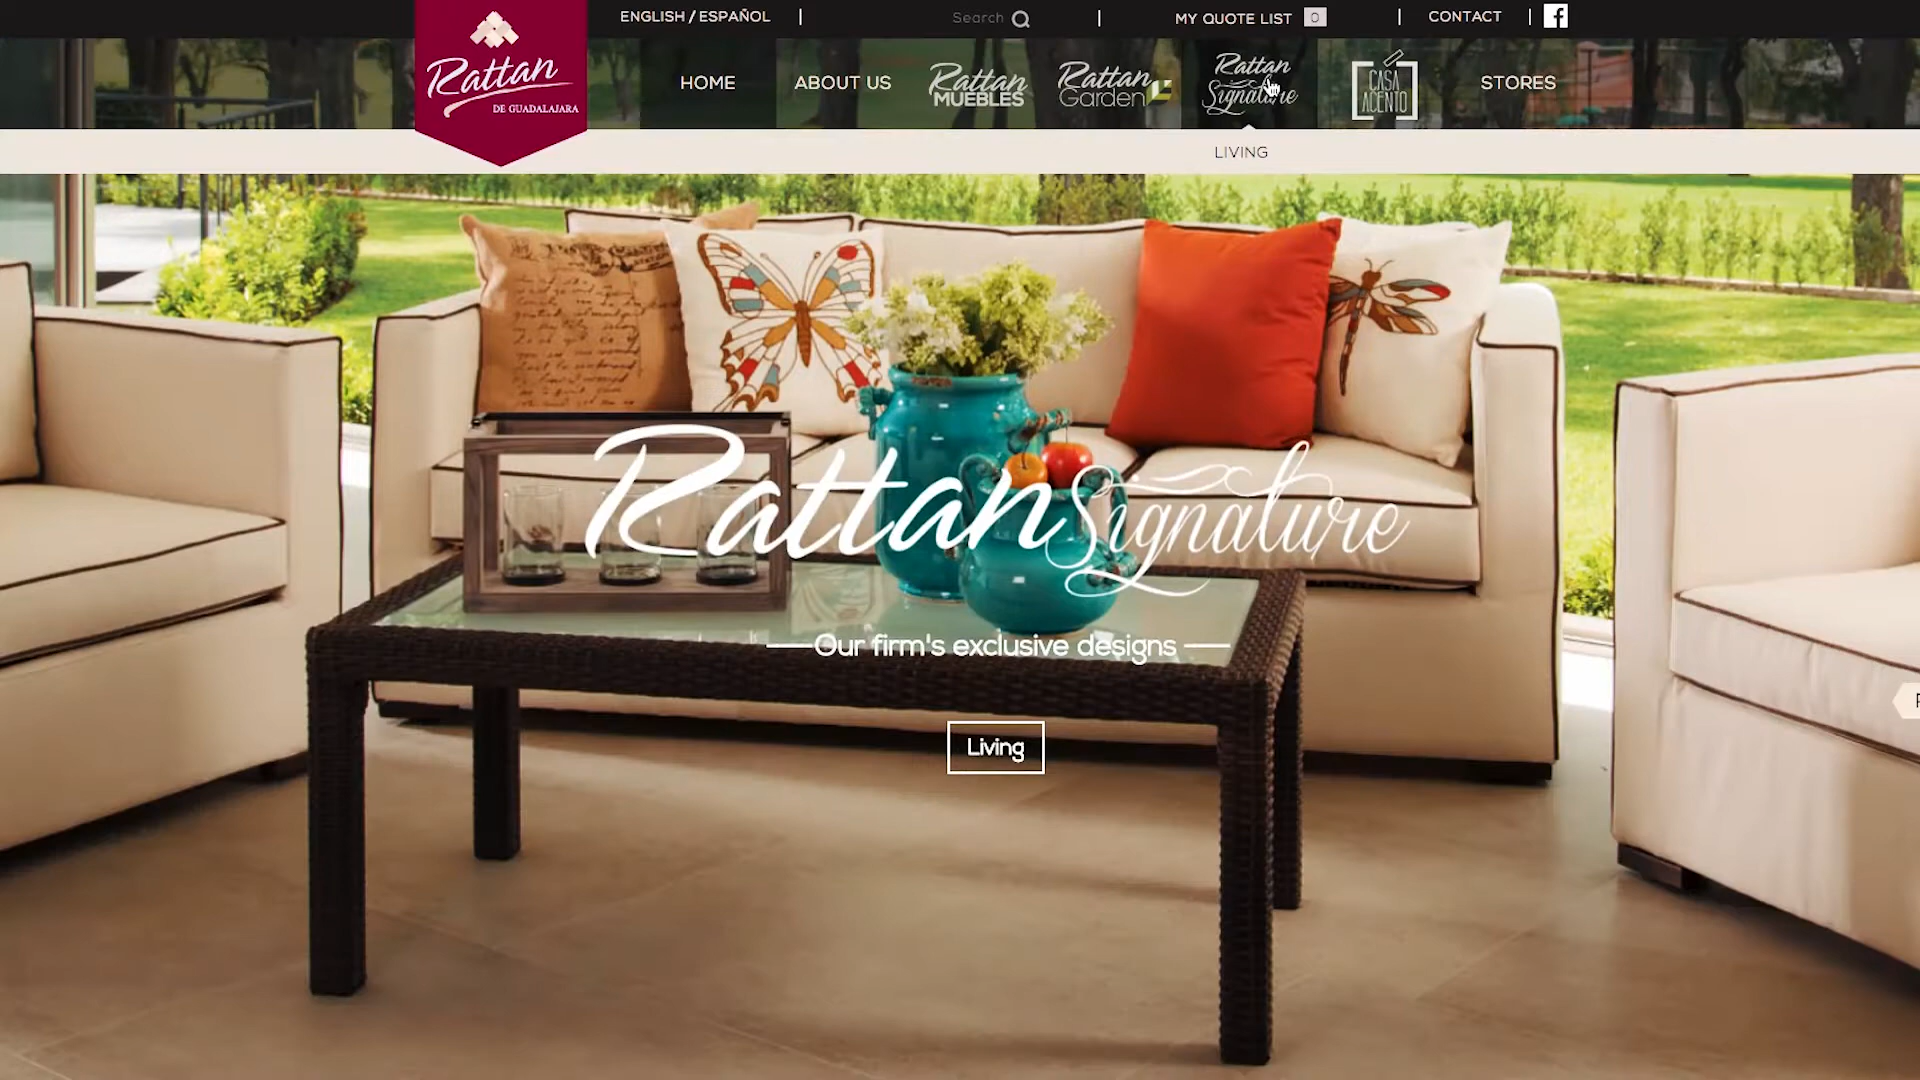 ENGLISH / ESPAÑOL | Search | MY QUOTE LIST 0 | CONTACT | f
Rattan
DE GUADALAJARA
HOME
ABOUT US
Rattan
MUEBLES
Rattan
Garden
Rattan
Signature
CASA
ACENTO
STORES
LIVING
Rattan Signature
Our firm's exclusive designs
Living